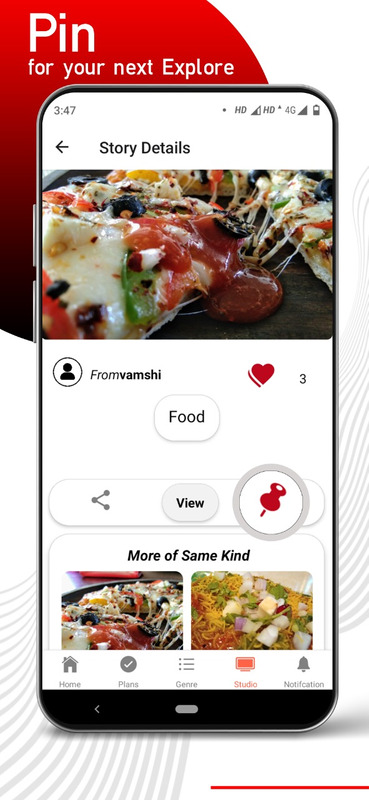 Pin
for your next Explore
3:47
HD HD 4G
Story Details
Fromvamshi
3
Food
View
More of Same Kind
Home Plans Genre Studio Notifcation